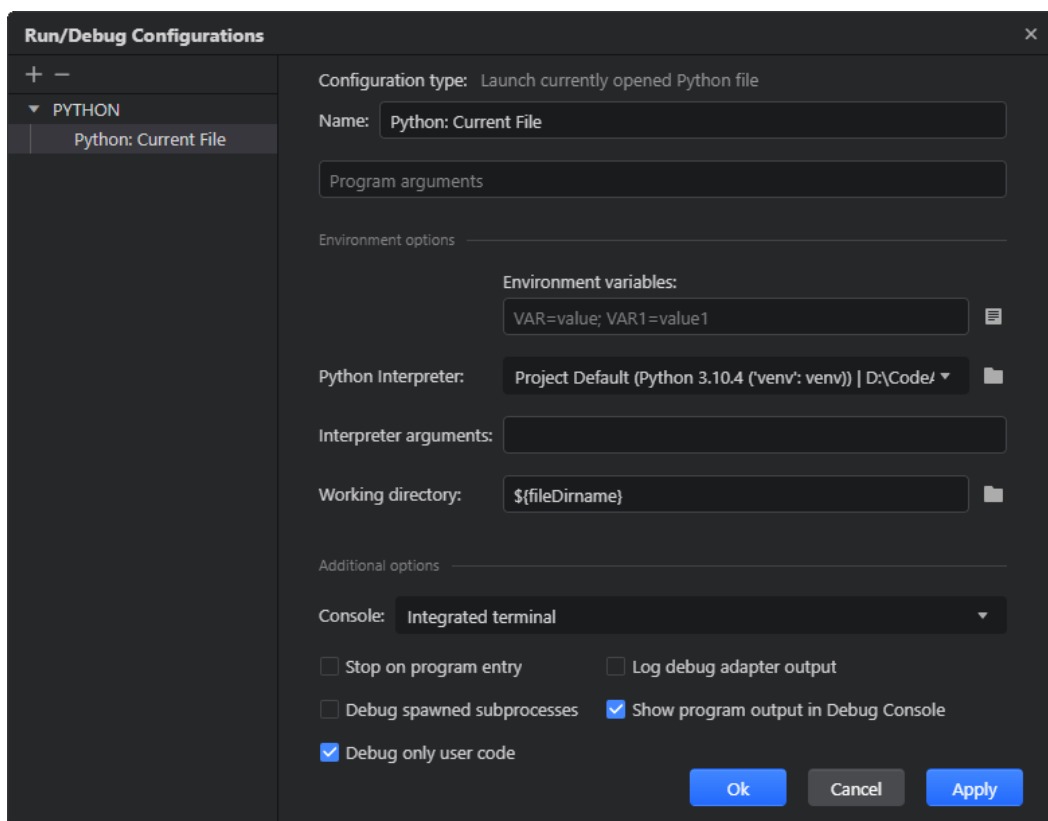 Run/Debug Configurations
PYTHON
Python: Current File
Configuration type: Launch currently opened Python file
Name: Python: Current File
Program arguments
Environment options
Environment variables:
VAR=value; VAR1=value1
Python Interpreter: Project Default (Python 3.10.4 ('venv': venv)) | D:\Code
Interpreter arguments:
Working directory: ${fileDirname}
Additional options
Console: Integrated terminal
Stop on program entry
Log debug adapter output
Debug spawned subprocesses
Show program output in Debug Console
Debug only user code
Ok Cancel Apply